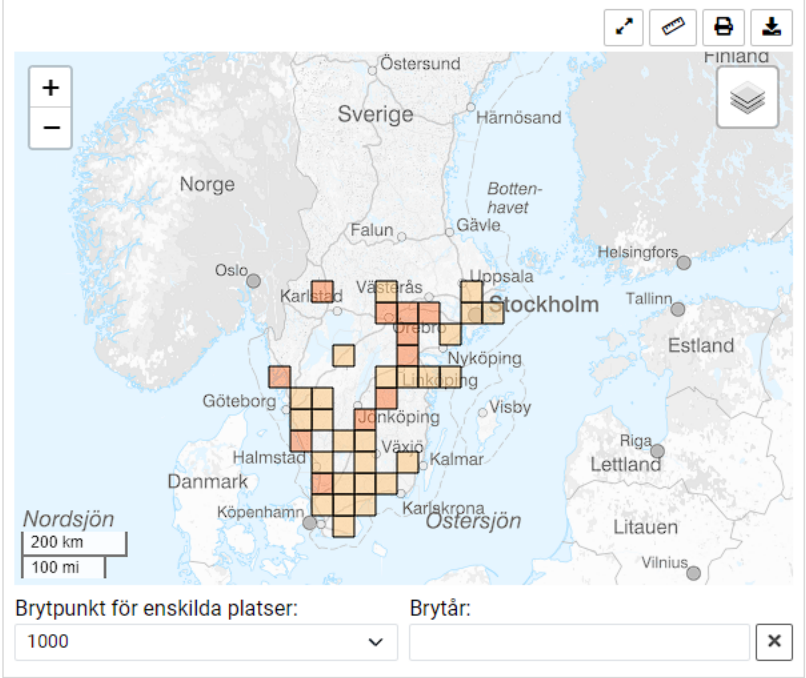 Finland
+
−
Östersund
Sverige
Härnösand
Norge
Botten-
havet
Falun
Gävle
Helsingfors
Oslo
Uppsala
Västerås
Karlstad
Stockholm
Tallinn
Örebro
Estland
Nyköping
Linköping
Göteborg
Visby
Jönköping
Riga
Växjö
Halmstad
Kalmar
Lettland
Danmark
Karlskrona
Köpenhamn
Nordsjön
Östersjön
Litauen
200 km
Vilnius
100 mi
Brytpunkt för enskilda platser:
Brytår:
1000
×